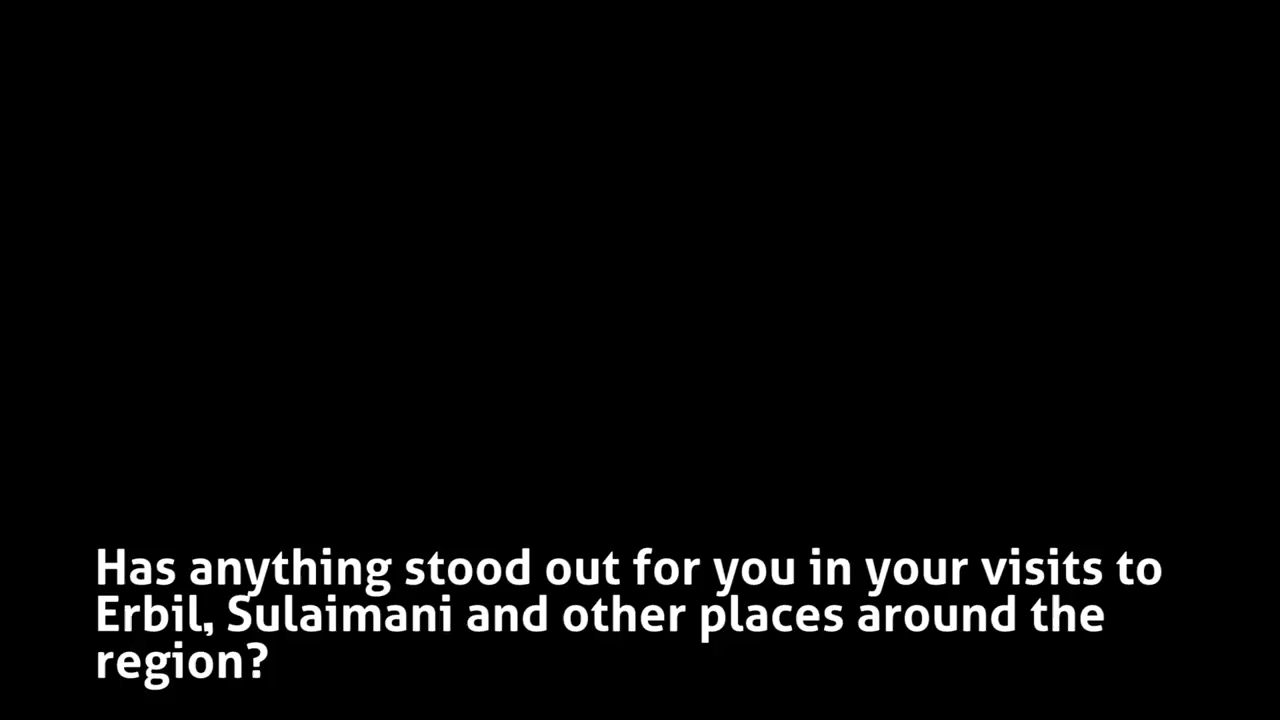 Has anything stood out for you in your visits to
Erbil, Sulaimani and other places around the
region?